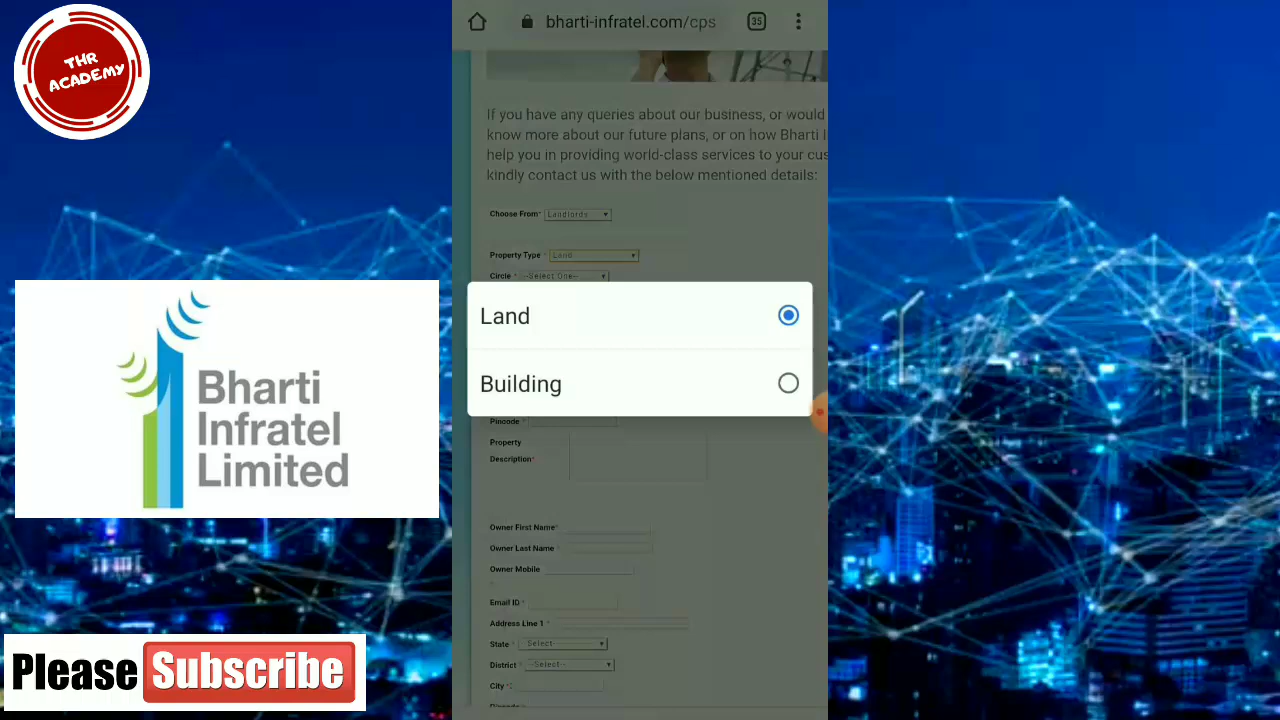 THR
ACADEMY
bharti-infratel.com/cps
35
If you have any queries about our business, or would
know more about our future plans, or on how Bharti I
help you in providing world-class services to your cus
kindly contact us with the below mentioned details:
Choose From* Landlords
Property Type * Land
Circle * --Select One--
Land
Building
Pincode *
Property
Description*
Owner First Name*
Owner Last Name *
Owner Mobile
*
Email ID *
Address Line 1 *
State * --Select--
District * --Select--
City *:
Bharti
Infratel
Limited
Please Subscribe